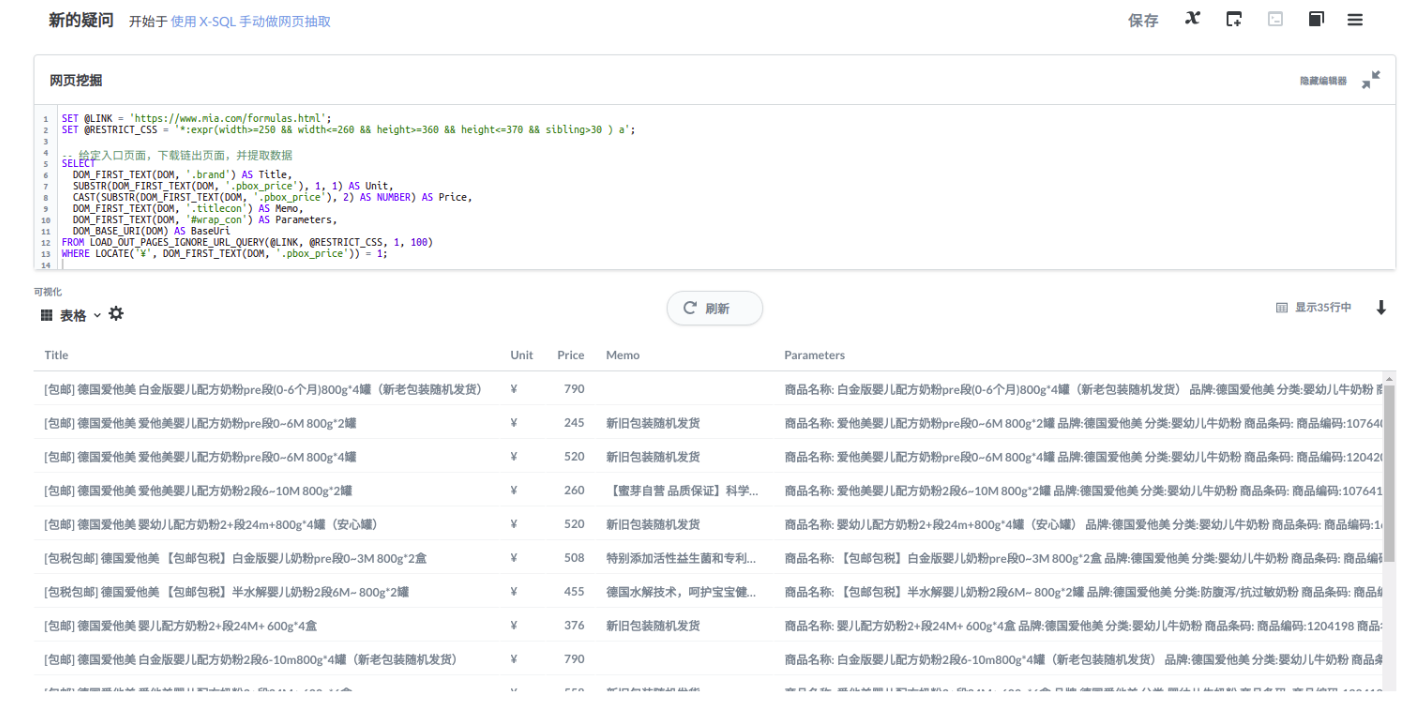 新的疑问 开始于 使用 X-SQL 手动做网页抽取 保存
网页挖掘 隐藏编辑器
1 SET @LINK = 'https://www.mia.com/formulas.html';
2 SET @RESTRICT_CSS = '*:expr(width>=250 && width<=260 && height>=360 && height<=370 && sibling>30 ) a';
3
4 -- 给定入口页面，下载链出页面，并提取数据
5 SELECT
6 DOM_FIRST_TEXT(DOM, '.brand') AS Title,
7 SUBSTR(DOM_FIRST_TEXT(DOM, '.pbox_price'), 1, 1) AS Unit,
8 CAST(SUBSTR(DOM_FIRST_TEXT(DOM, '.pbox_price'), 2) AS NUMBER) AS Price,
9 DOM_FIRST_TEXT(DOM, '.titlecon') AS Memo,
10 DOM_FIRST_TEXT(DOM, '#wrap_con') AS Parameters,
11 DOM_BASE_URI(DOM) AS BaseUri
12 FROM LOAD_OUT_PAGES_IGNORE_URL_QUERY(@LINK, @RESTRICT_CSS, 1, 100)
13 WHERE LOCATE('¥', DOM_FIRST_TEXT(DOM, '.pbox_price')) = 1;
14
可视化
表格 刷新 显示35行中
Title Unit Price Memo Parameters
[包邮] 德国爱他美 白金版婴儿配方奶粉pre段(0-6个月)800g*4罐（新老包装随机发货） ¥ 790 商品名称: 白金版婴儿配方奶粉pre段(0-6个月)800g*4罐（新老包装随机发货） 品牌:德国爱他美 分类:婴幼儿牛奶粉
[包邮] 德国爱他美 爱他美婴儿配方奶粉pre段0~6M 800g*2罐 ¥ 245 新旧包装随机发货 商品名称: 爱他美婴儿配方奶粉pre段0~6M 800g*2罐 品牌:德国爱他美 分类:婴幼儿牛奶粉 商品条码: 商品编码:107640
[包邮] 德国爱他美 爱他美婴儿配方奶粉pre段0~6M 800g*4罐 ¥ 520 新旧包装随机发货 商品名称: 爱他美婴儿配方奶粉pre段0~6M 800g*4罐 品牌:德国爱他美 分类:婴幼儿牛奶粉 商品条码: 商品编码:120420
[包邮] 德国爱他美 爱他美婴儿配方奶粉2段6~10M 800g*2罐 ¥ 260 【蜜芽自营 品质保证】科学... 商品名称: 爱他美婴儿配方奶粉2段6~10M 800g*2罐 品牌:德国爱他美 分类:婴幼儿牛奶粉 商品条码: 商品编码:107641
[包邮] 德国爱他美 婴幼儿配方奶粉2+段24m+800g*4罐（安心罐） ¥ 520 新旧包装随机发货 商品名称: 婴幼儿配方奶粉2+段24m+800g*4罐（安心罐） 品牌:德国爱他美 分类:婴幼儿牛奶粉 商品条码: 商品编码:1
[包税包邮] 德国爱他美 【包邮包税】白金版婴儿奶粉pre段0~3M 800g*2盒 ¥ 508 特别添加活性益生菌和专利... 商品名称: 【包邮包税】白金版婴儿奶粉pre段0~3M 800g*2盒 品牌:德国爱他美 分类:婴幼儿牛奶粉 商品条码: 商品编
[包税包邮] 德国爱他美 【包邮包税】半水解婴儿奶粉2段6M~ 800g*2罐 ¥ 455 德国水解技术，呵护宝宝健... 商品名称: 【包邮包税】半水解婴儿奶粉2段6M~ 800g*2罐 品牌:德国爱他美 分类:防腹泻/抗过敏奶粉 商品条码: 商品
[包邮] 德国爱他美 婴儿配方奶粉2+段24M+ 600g*4盒 ¥ 376 新旧包装随机发货 商品名称: 婴儿配方奶粉2+段24M+ 600g*4盒 品牌:德国爱他美 分类:婴幼儿牛奶粉 商品条码: 商品编码:1204198 商品
[包邮] 德国爱他美 白金版婴儿配方奶粉2段6-10m800g*4罐（新老包装随机发货） ¥ 790 商品名称: 白金版婴儿配方奶粉2段6-10m800g*4罐（新老包装随机发货） 品牌:德国爱他美 分类:婴幼儿牛奶粉 商品